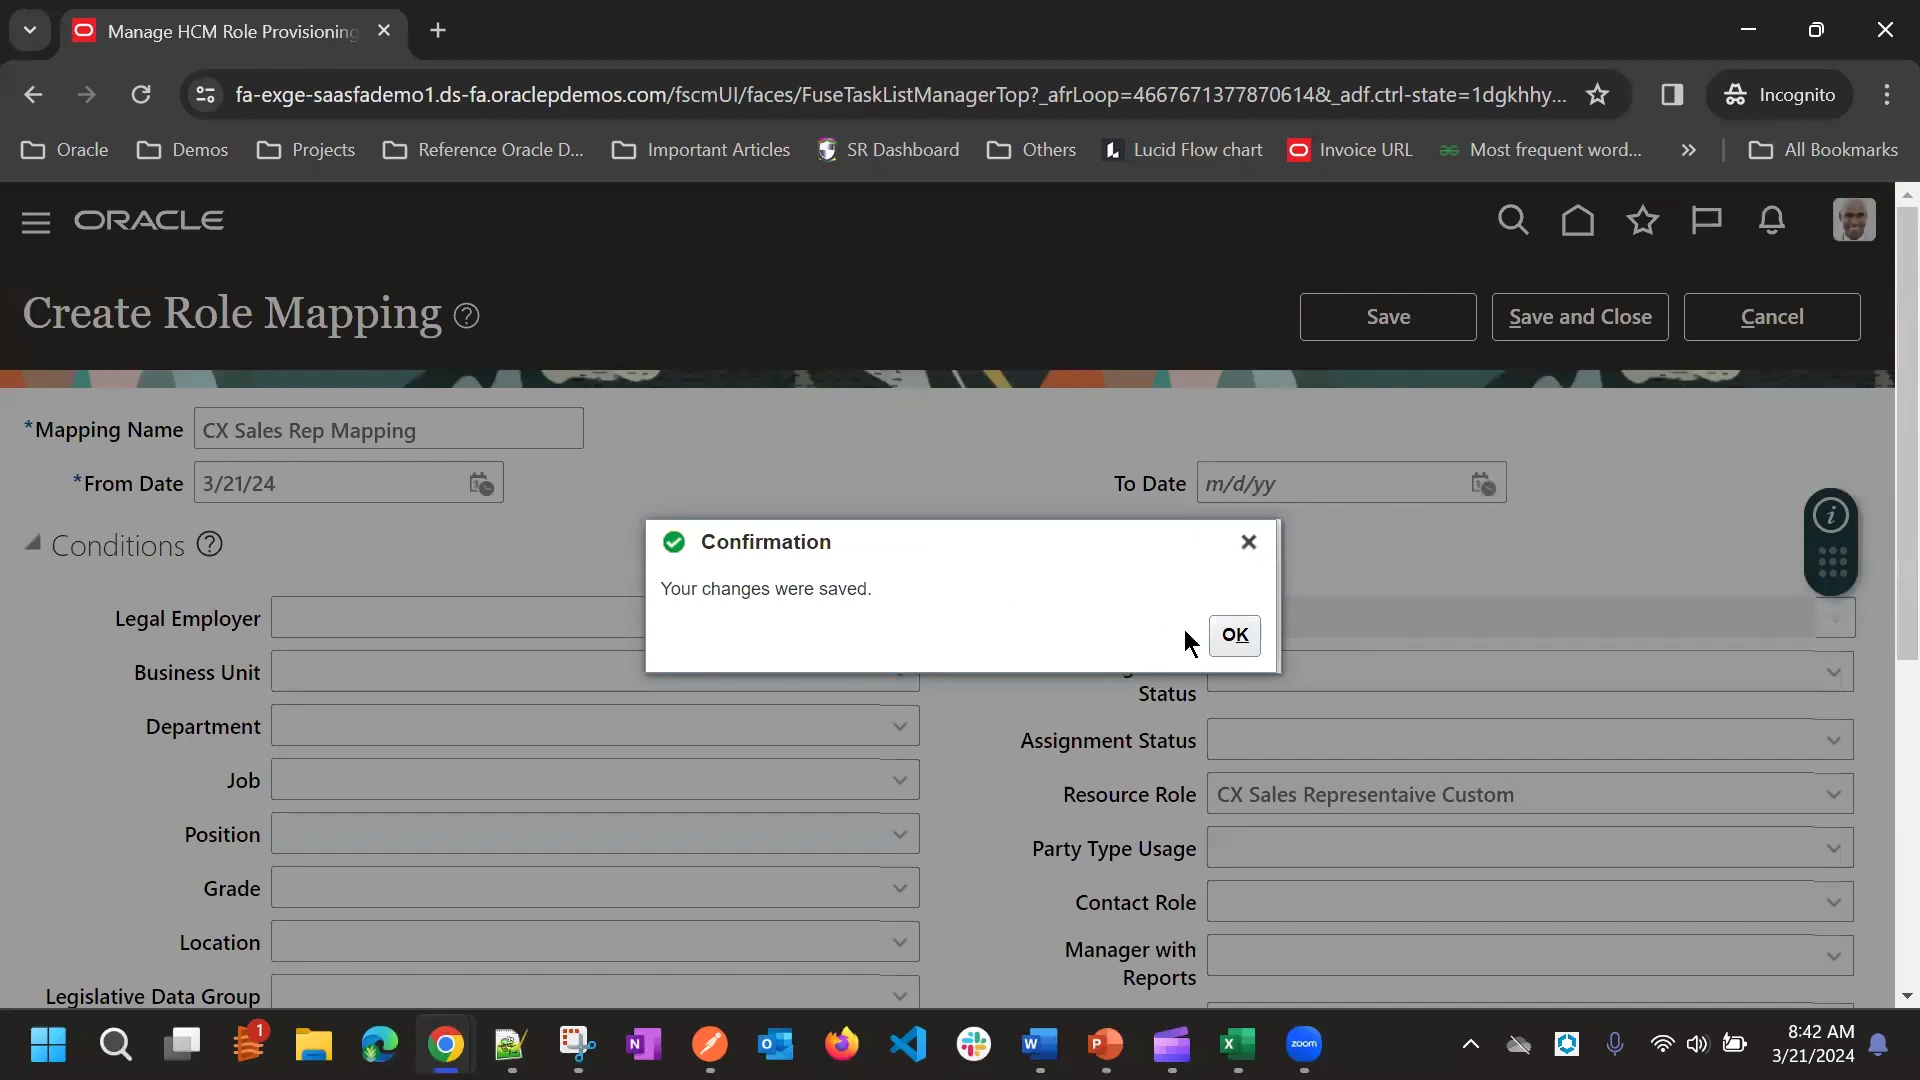 Manage HCM Role Provisioning
fa-exge-saasfademo1.ds-fa.oraclepdemos.com/fscmUI/faces/FuseTaskListManagerTop?_afrLoop=4667671377870614&_adf.ctrl-state=1dgkhhy...
Incognito
Oracle
Demos
Projects
Reference Oracle D...
Important Articles
SR Dashboard
Others
Lucid Flow chart
Invoice URL
Most frequent word...
All Bookmarks
ORACLE
Create Role Mapping
Save
Save and Close
Cancel
*Mapping Name CX Sales Rep Mapping
*From Date 3/21/24
To Date m/d/yy
Conditions
Confirmation
Your changes were saved.
OK
Legal Employer
Business Unit
Department
Job
Position
Grade
Location
Legislative Data Group
Status
Assignment Status
Resource Role CX Sales Representaive Custom
Party Type Usage
Contact Role
Manager with
Reports
1
zoom
8:42 AM
3/21/2024